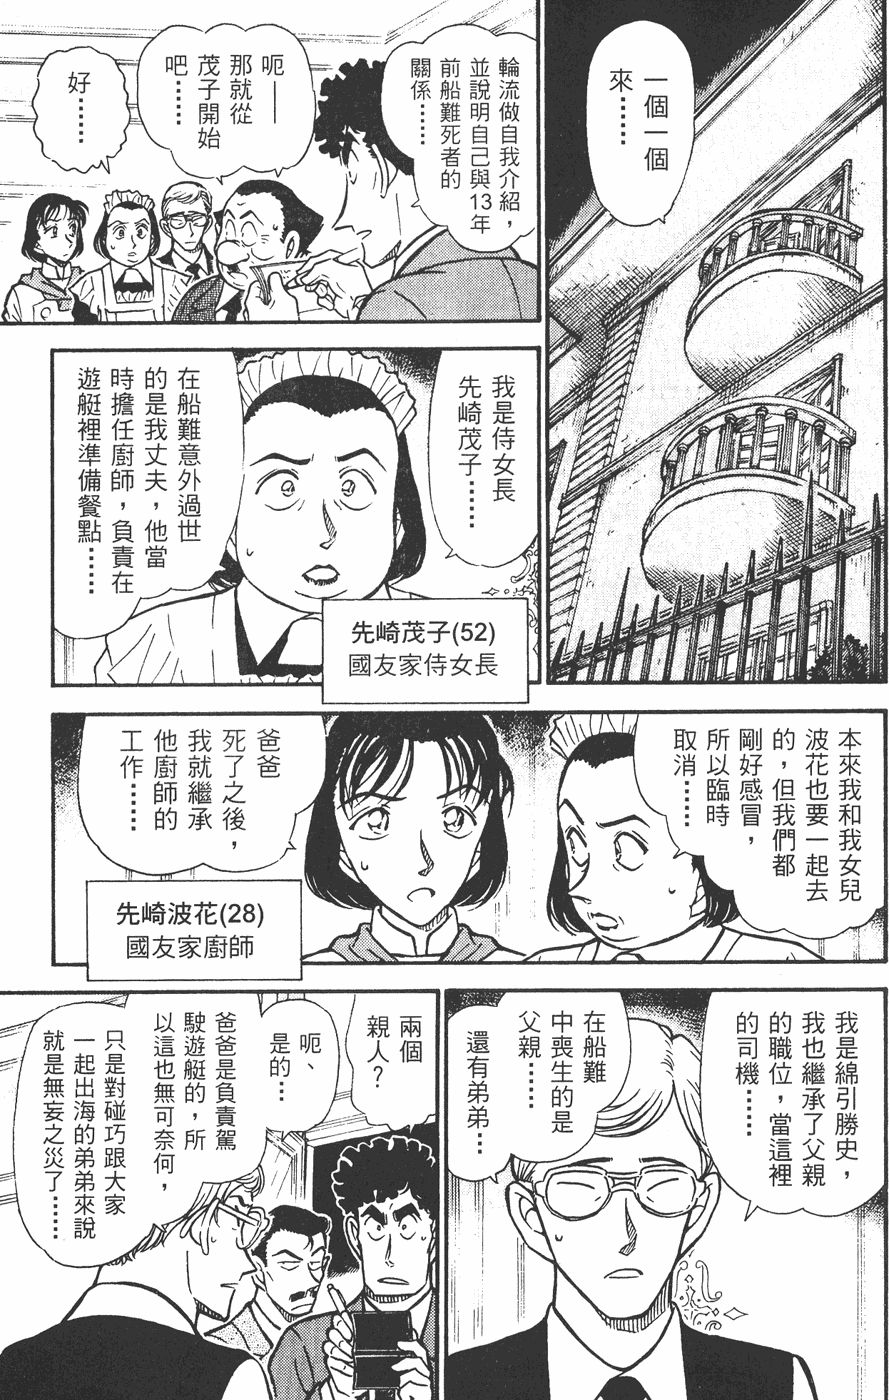 一個一個
來……
輪流做自我介紹，
並說明自己與13年
前船難死者的
關係……
呃——
那就從
茂子開始
吧……
好……
我是侍女長
先崎茂子……
在船難意外過世
的是我丈夫，他當
時擔任廚師，負責在
遊艇裡準備餐點……
先崎茂子(52)
國友家侍女長
本來我和我女兒
波花也要一起去
的，但我們都
剛好感冒，
所以臨時
取消……
爸爸
死了之後，
我就繼承
他廚師的
工作……
先崎波花(28)
國友家廚師
我是綿引勝史，
我也繼承了父親
的職位，當這裡
的司機……
在船難
中喪生的是
父親……
還有弟弟…
兩個
親人？
呃、
是的…
爸爸是負責駕
駛遊艇的，所
以這也無可奈何，
只是對碰巧跟大家
一起出海的弟弟來說
就是無妄之災了……